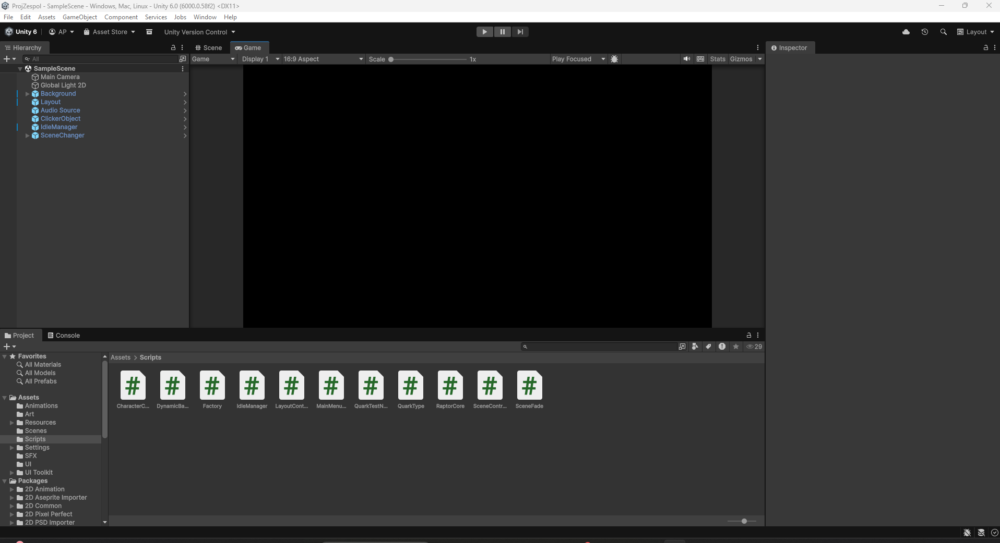 ProjZespol - SampleScene - Windows, Mac, Linux - Unity 6.0 (6000.0.58f2) <DX11>
File Edit Assets GameObject Component Services Jobs Window Help
Unity 6 AP Asset Store Unity Version Control Layout
Hierarchy Scene Game Inspector
All Game Display 1 16:9 Aspect Scale 1x Play Focused Stats Gizmos
SampleScene
Main Camera
Global Light 2D
Background
Layout
Audio Source
ClickerObject
IdleManager
SceneChanger
Project Console
29
Favorites
All Materials
All Models
All Prefabs
Assets
Animations
Art
Resources
Scenes
Scripts
Settings
SFX
UI
UI Toolkit
Packages
2D Animation
2D Aseprite Importer
2D Common
2D Pixel Perfect
2D PSD Importer
Assets > Scripts
CharacterC... DynamicBa... Factory IdleManager LayoutCont... MainMenu... QuarkTestN... QuarkType RaptorCore SceneContr... SceneFade